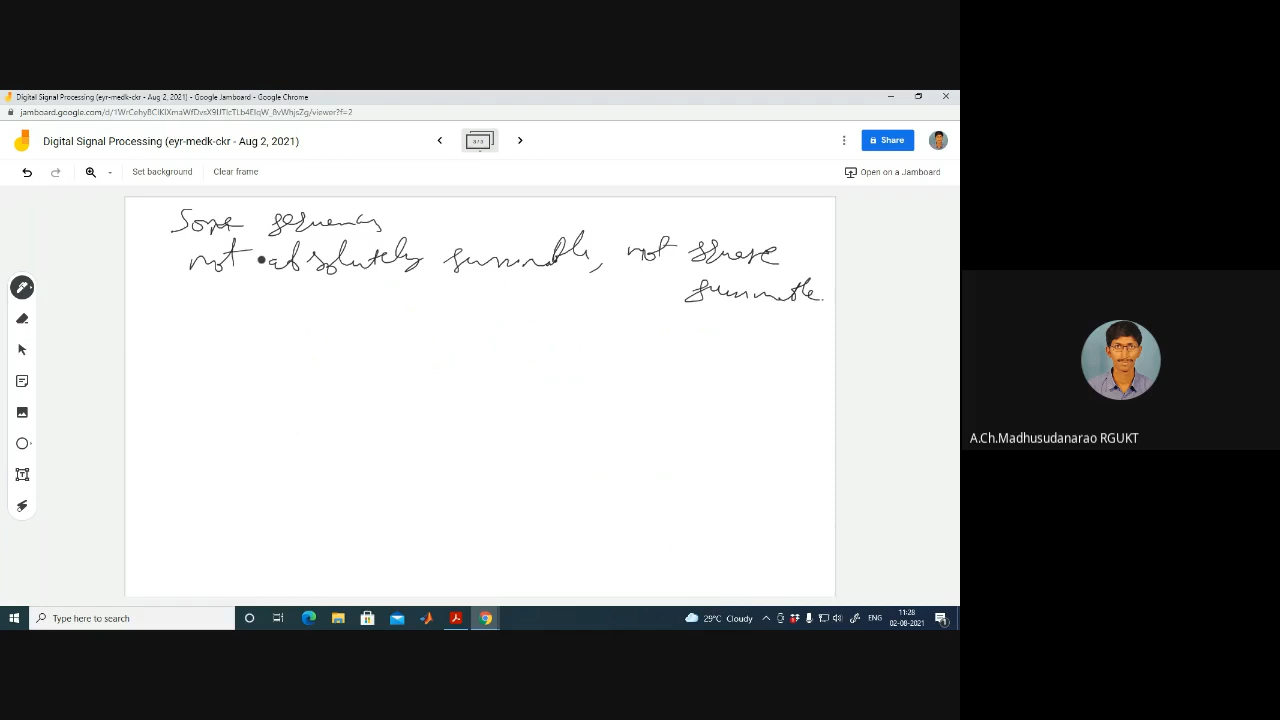 Digital Signal Processing (eyr-medk-ckr - Aug 2, 2021) - Google Jamboard - Google Chrome
Digital Signal Processing (eyr-medk-ckr - Aug 2, 2021)
3 / 3
Share
Set background
Clear frame
Open on a Jamboard
Some sequences
not absolutely summable, not square
summable.
A.Ch.Madhusudanarao RGUKT
Type here to search
29°C Cloudy
ENG
11:28
02-08-2021